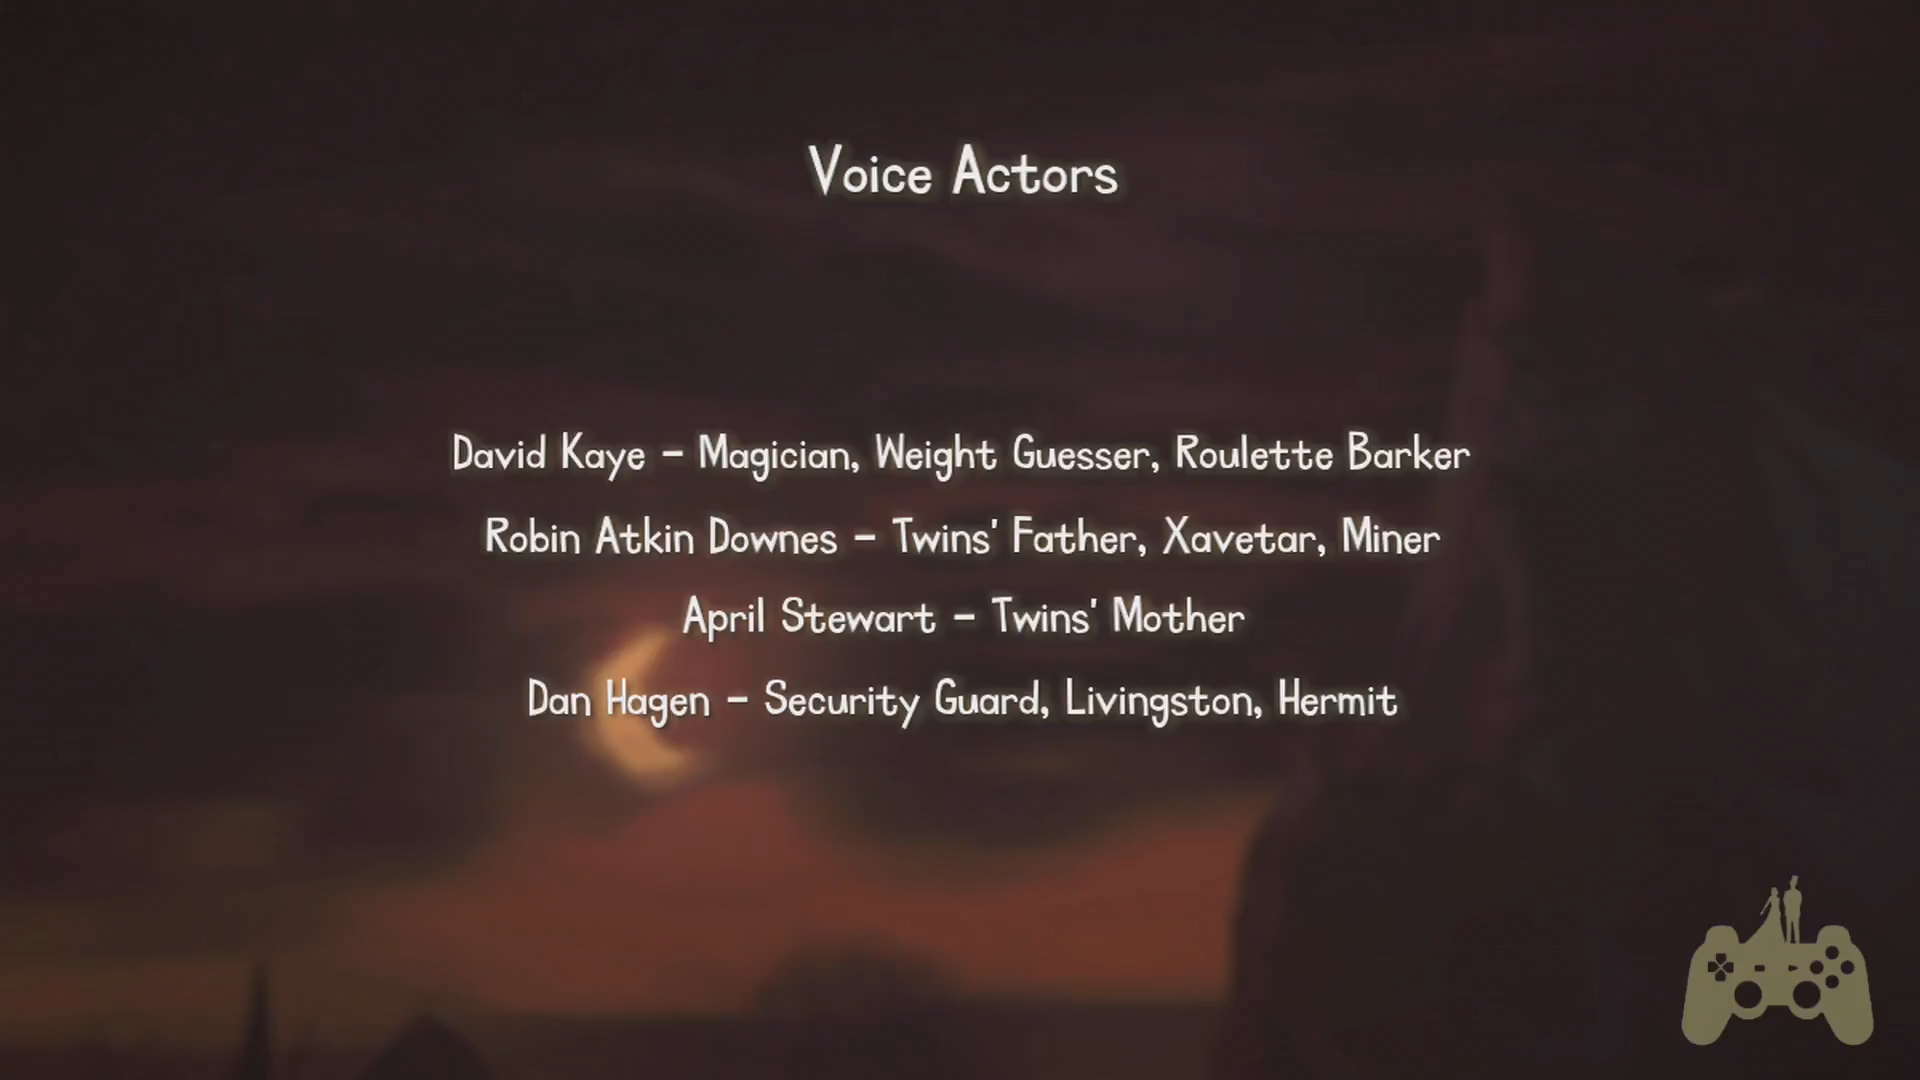 Voice Actors
David Kaye - Magician, Weight Guesser, Roulette Barker
Robin Atkin Downes - Twins' Father, Xavetar, Miner
April Stewart - Twins' Mother
Dan Hagen - Security Guard, Livingston, Hermit